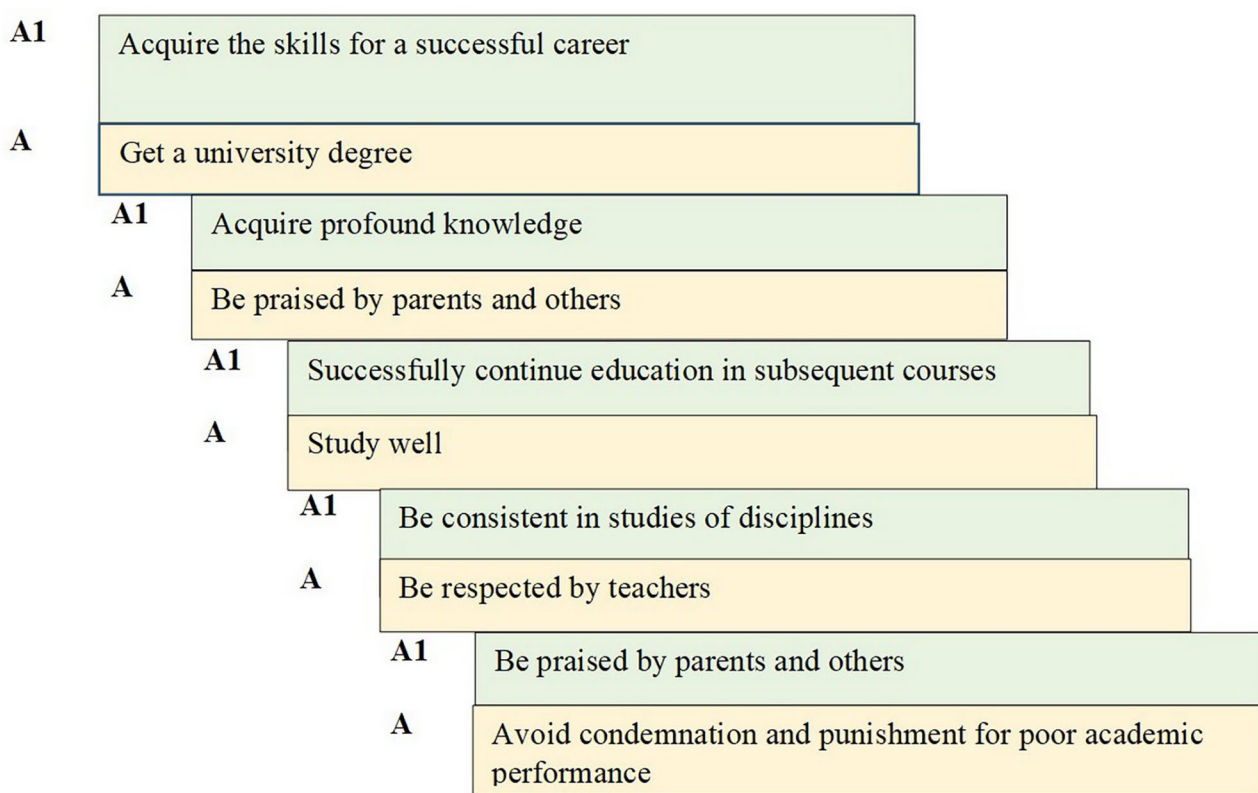 A1
Acquire the skills for a successful career
A
Get a university degree
A1
Acquire profound knowledge
A
Be praised by parents and others
A1
Successfully continue education in subsequent courses
A
Study well
A1
Be consistent in studies of disciplines
A
Be respected by teachers
A1
Be praised by parents and others
A
Avoid condemnation and punishment for poor academic
performance